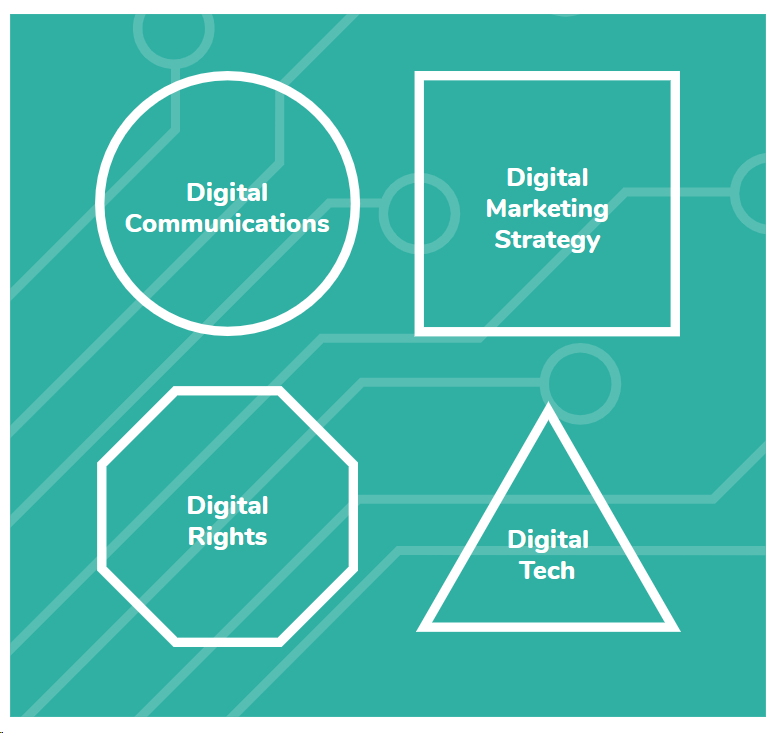 Digital
Communications
Digital
Marketing
Strategy
Digital
Rights
Digital
Tech